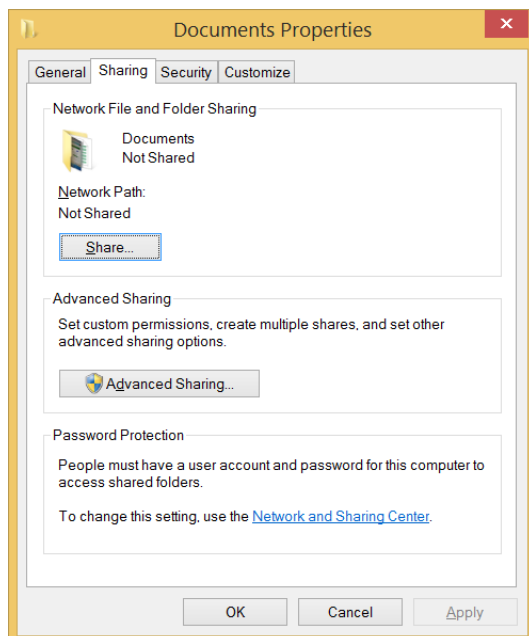 Documents Properties
General Sharing Security Customize
Network File and Folder Sharing
Documents
Not Shared
Network Path:
Not Shared
Share...
Advanced Sharing
Set custom permissions, create multiple shares, and set other
advanced sharing options.
Advanced Sharing...
Password Protection
People must have a user account and password for this computer to
access shared folders.
To change this setting, use the Network and Sharing Center.
OK Cancel Apply